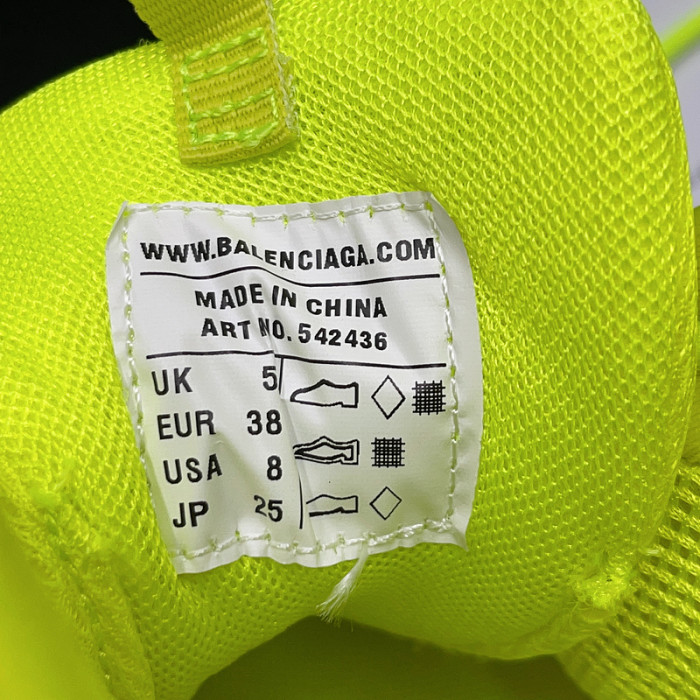 WWW.BALENCIAGA.COM
MADE IN CHINA
ART NO. 542436
UK 5
EUR 38
USA 8
JP 25